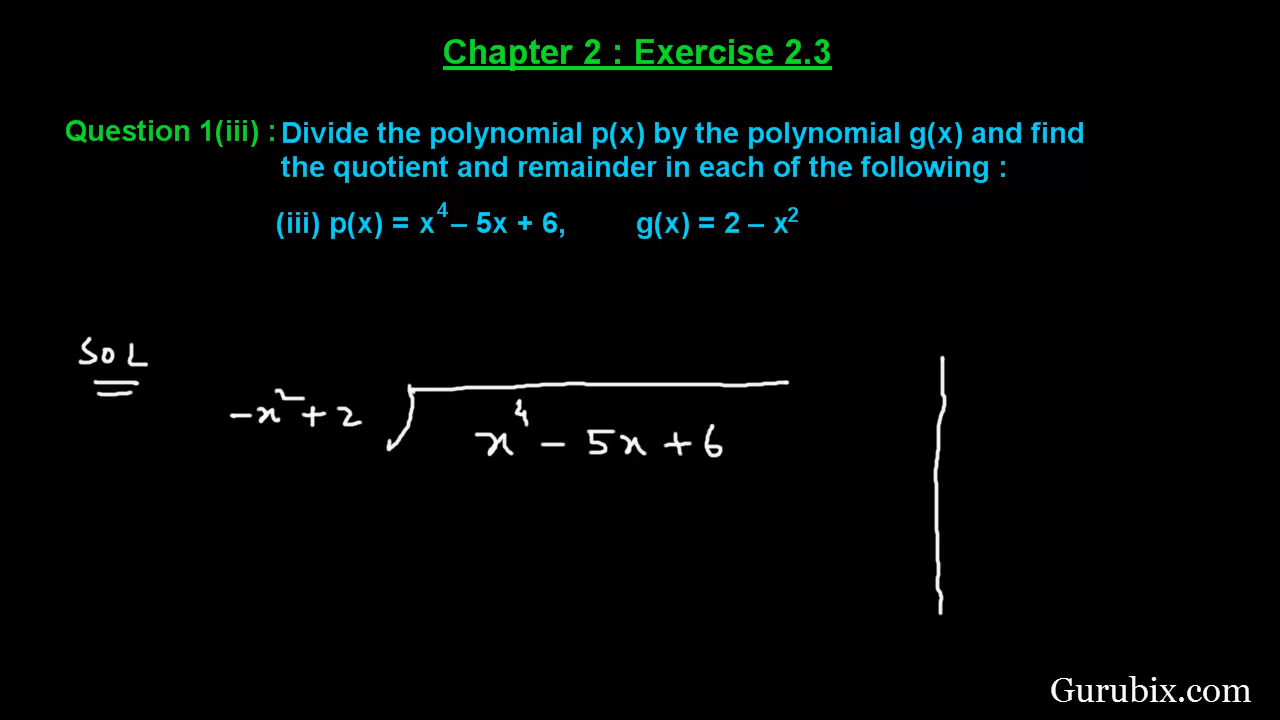 Chapter 2 : Exercise 2.3
Question 1(iii) : Divide the polynomial p(x) by the polynomial g(x) and find
the quotient and remainder in each of the following :
(iii) p(x) = x⁴ – 5x + 6, g(x) = 2 – x²
SOL
-x² + 2
x⁴ - 5x + 6
Gurubix.com